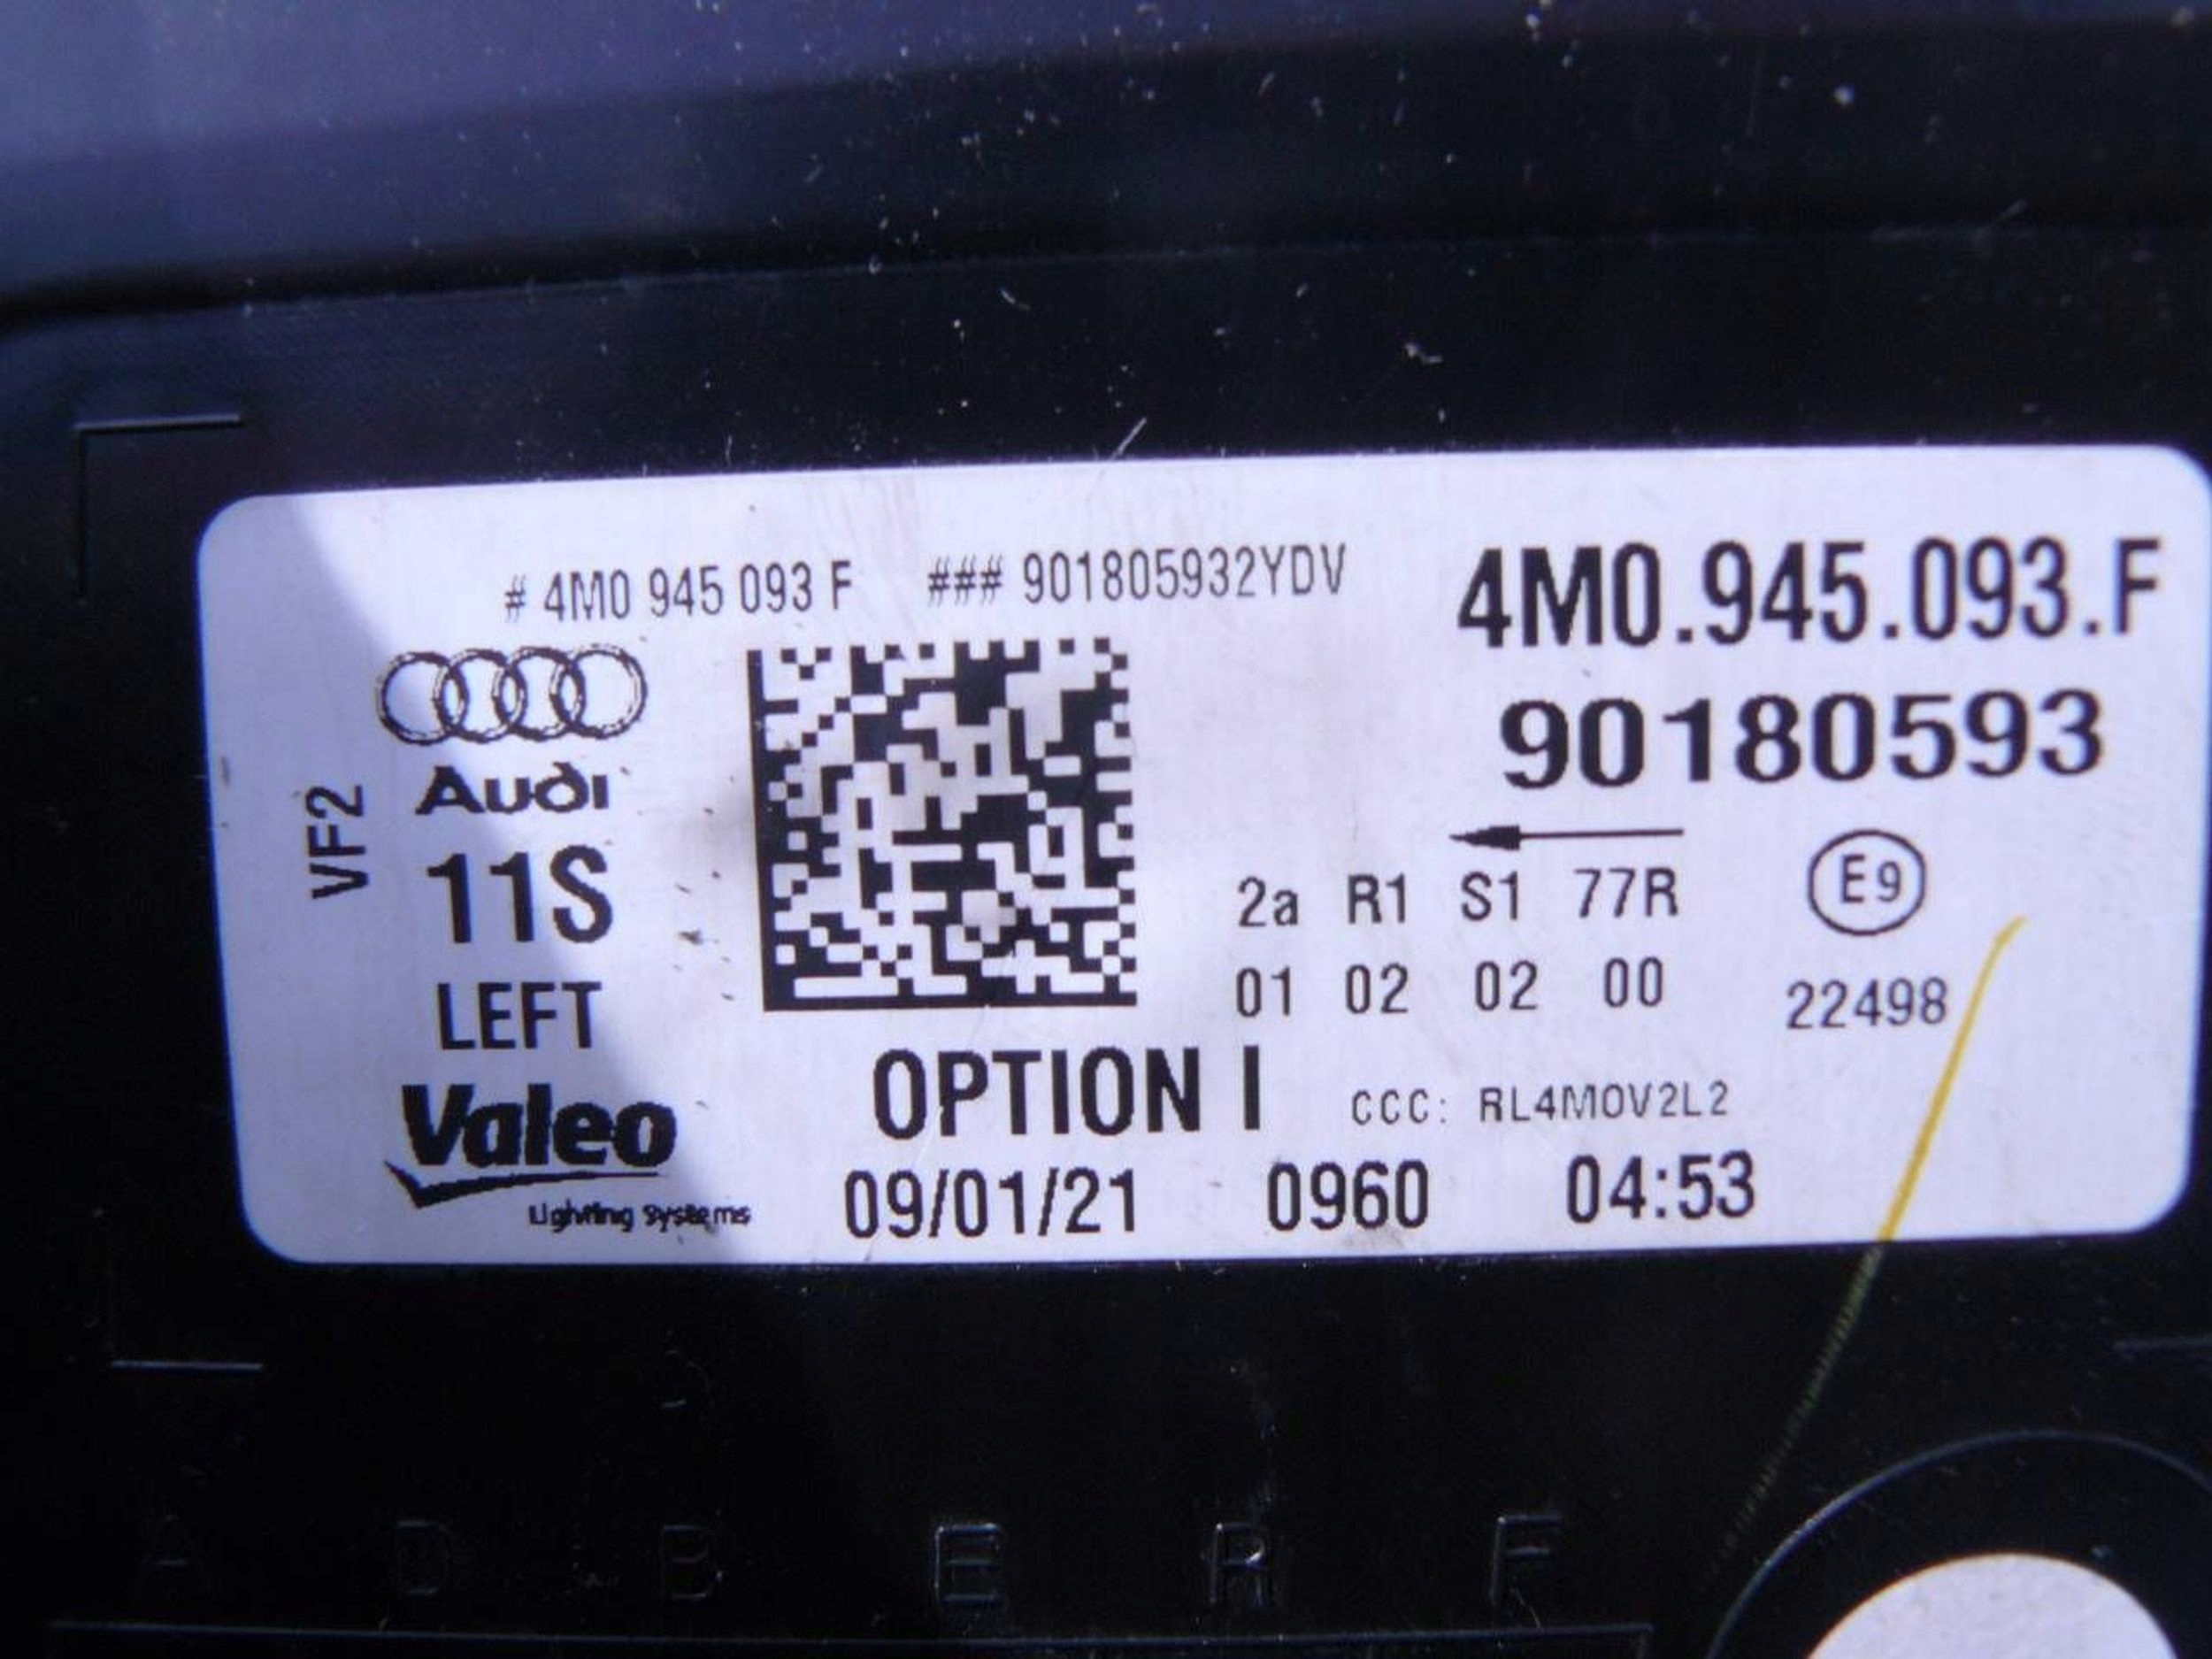 # 4M0 945 093 F ### 901805932YDV
4M0.945.093.F
90180593
Audi
VF2
11S
LEFT
Valeo
Lighting Systems
2a R1 S1 77R
01 02 02 00
E9
22498
OPTION I
CCC: RL4M0V2L2
09/01/21 0960 04:53
A D B E R F